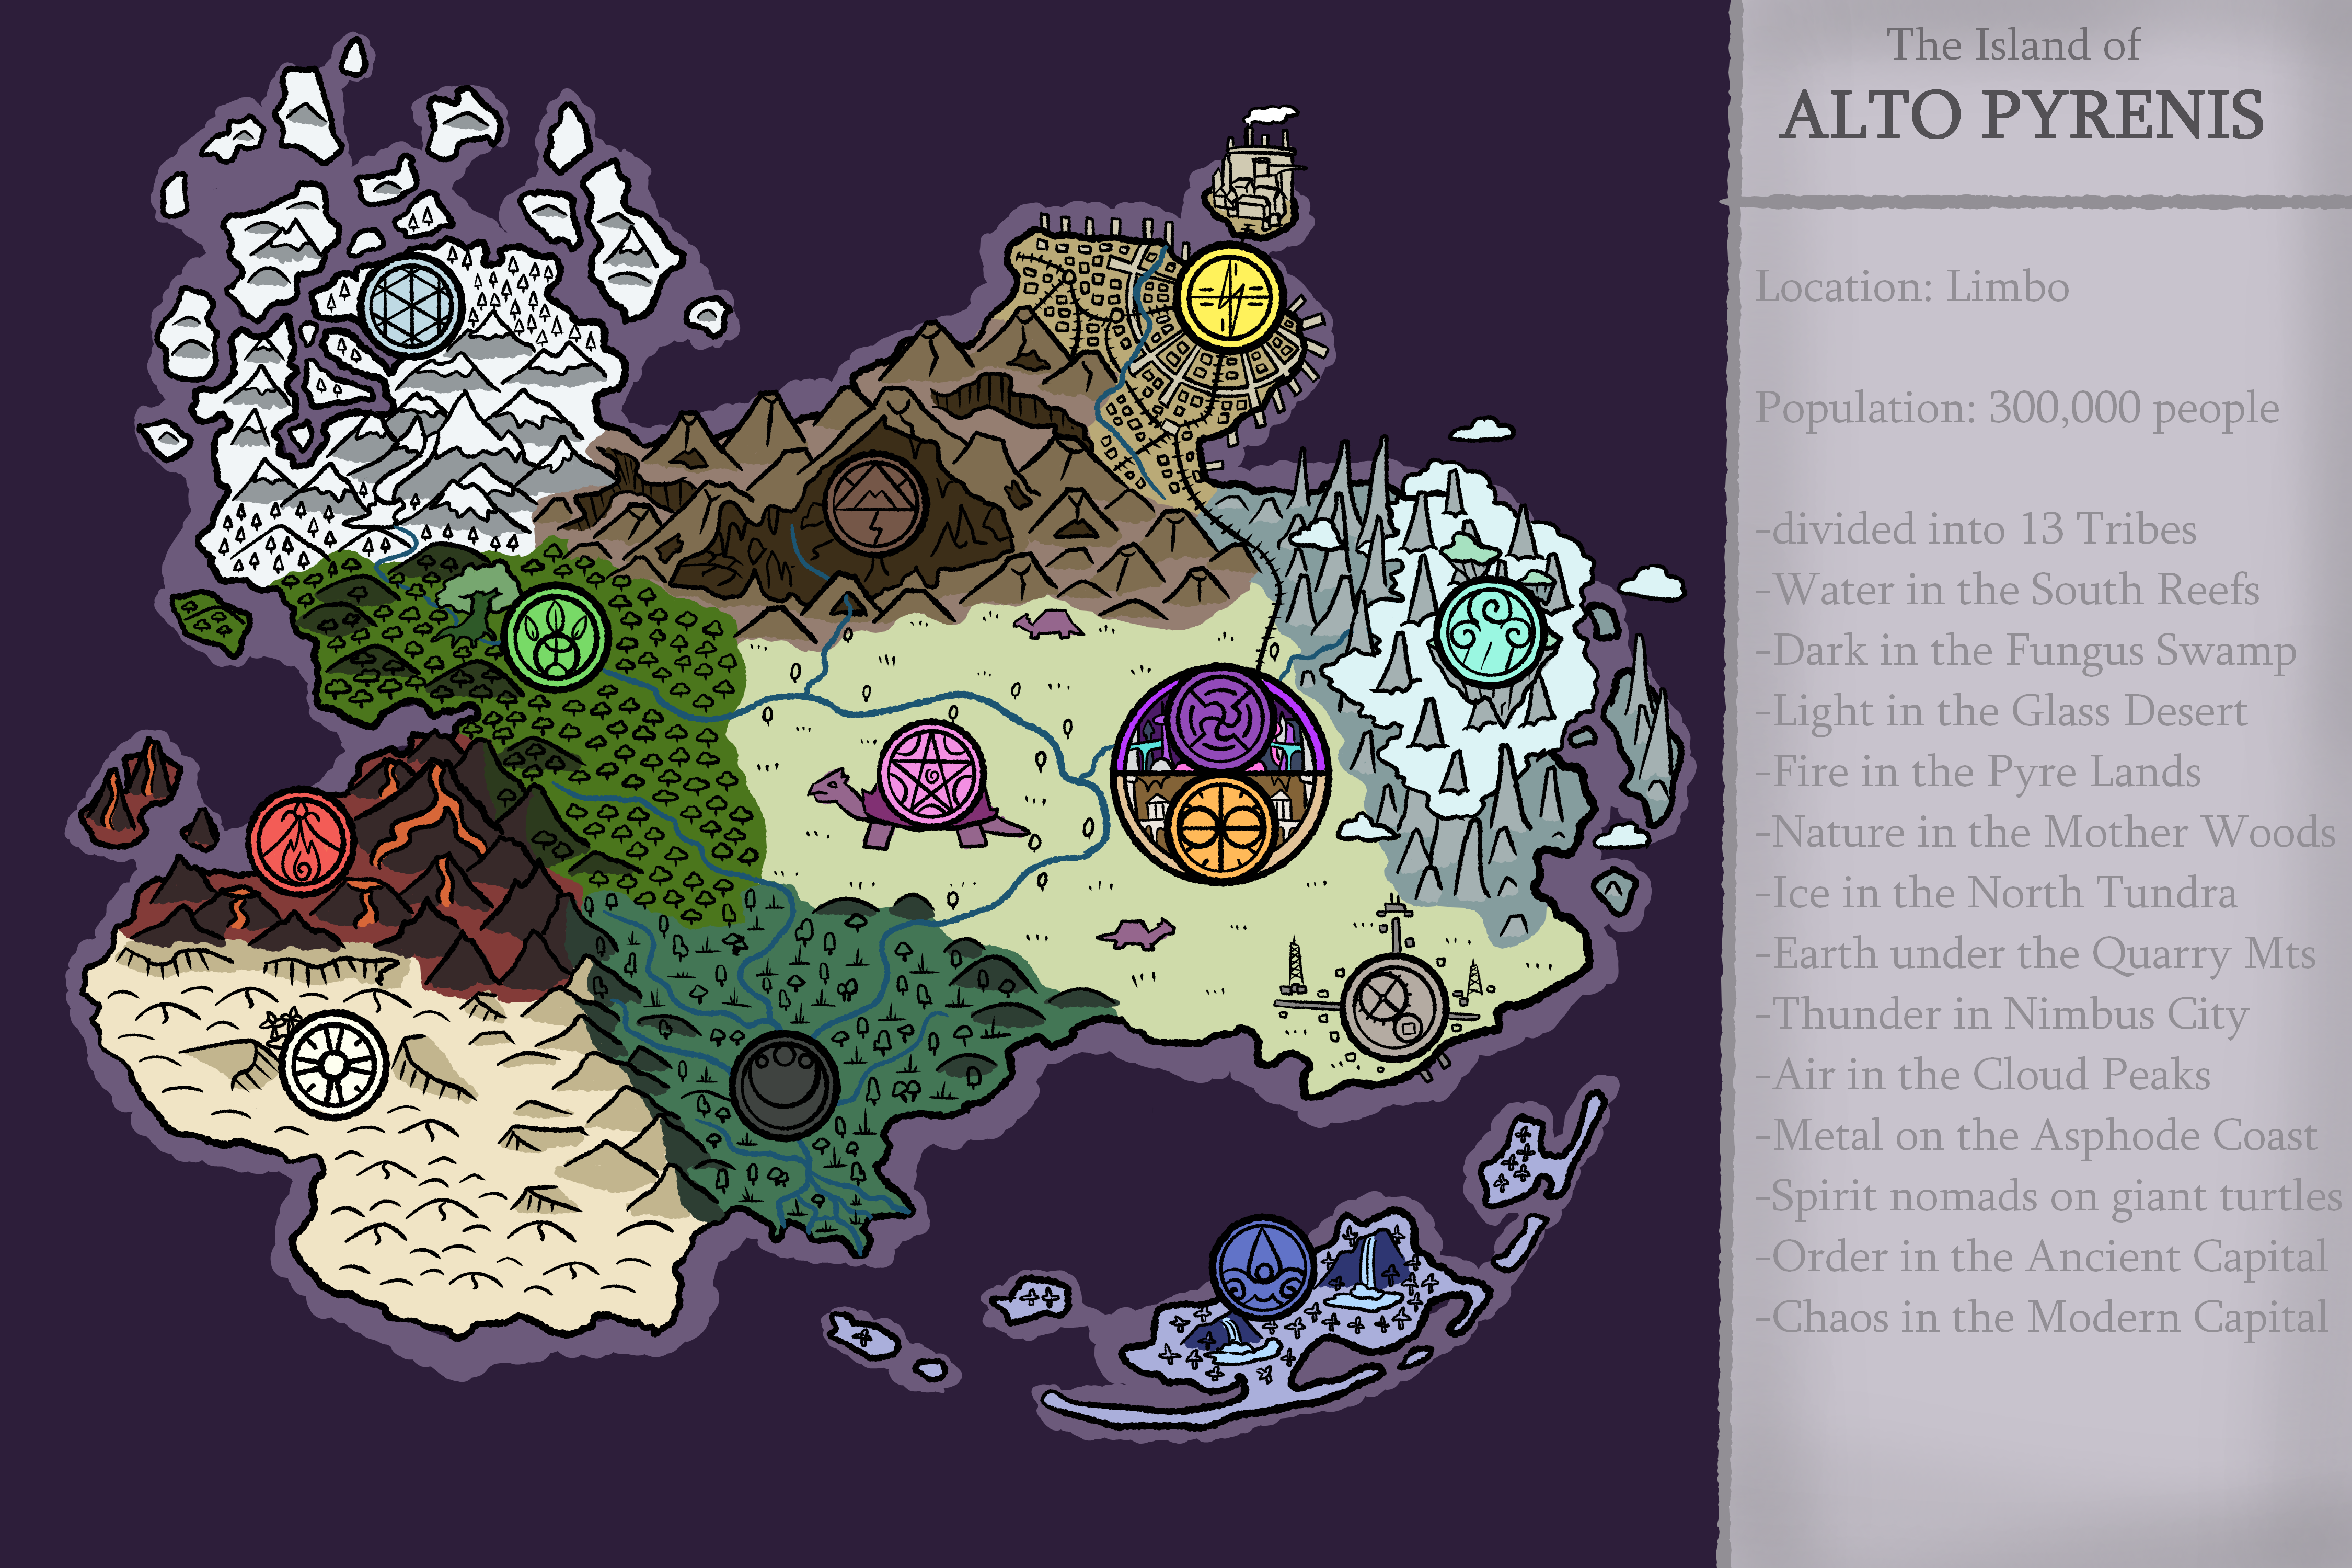 The Island of
ALTO PYRENIS
Location: Limbo
Population: 300,000 people
-divided into 13 Tribes
-Water in the South Reefs
-Dark in the Fungus Swamp
-Light in the Glass Desert
-Fire in the Pyre Lands
-Nature in the Mother Woods
-Ice in the North Tundra
-Earth under the Quarry Mts
-Thunder in Nimbus City
-Air in the Cloud Peaks
-Metal on the Asphode Coast
-Spirit nomads on giant turtles
-Order in the Ancient Capital
-Chaos in the Modern Capital